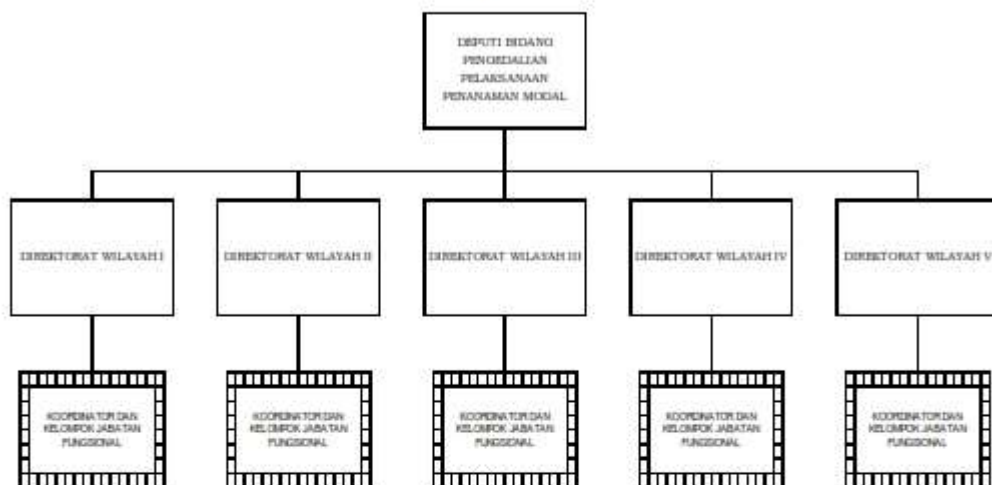 DEPUTI BIDANG
PENGEDALIAN
PELAKSANAAN
PENANAMAN MODAL
DIREKTORAT WILAYAH I
DIREKTORAT WILAYAH II
DIREKTORAT WILAYAH III
DIREKTORAT WILAYAH IV
DIREKTORAT WILAYAH V
KOORDINATOR DAN
KELOMPOK JABATAN
FUNGSIONAL
KOORDINATOR DAN
KELOMPOK JABATAN
FUNGSIONAL
KOORDINATOR DAN
KELOMPOK JABATAN
FUNGSIONAL
KOORDINATOR DAN
KELOMPOK JABATAN
FUNGSIONAL
KOORDINATOR DAN
KELOMPOK JABATAN
FUNGSIONAL